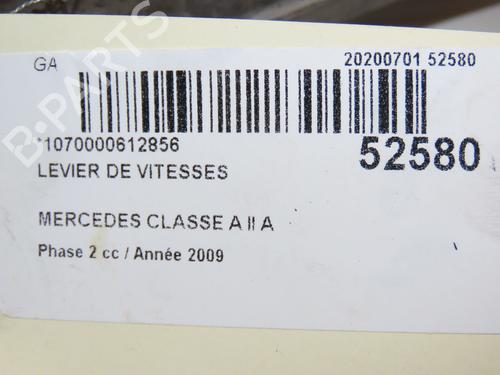 GA 20200701 52580
*1070000612856 52580
LEVIER DE VITESSES
MERCEDES CLASSE A II A
Phase 2 cc / Année 2009
B-PARTS